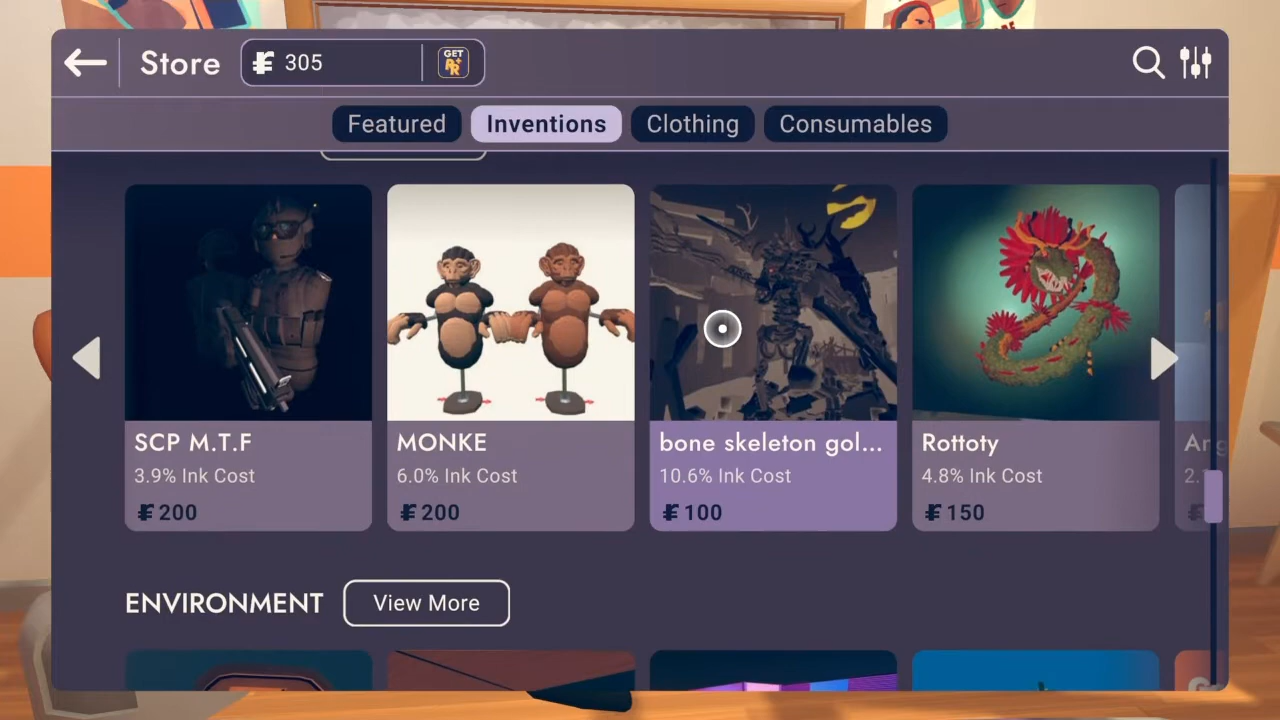 Store
305
GET
R+R
Featured
Inventions
Clothing
Consumables
SCP M.T.F
3.9% Ink Cost
200
MONKE
6.0% Ink Cost
200
bone skeleton gol...
10.6% Ink Cost
100
Rottoty
4.8% Ink Cost
150
ENVIRONMENT
View More